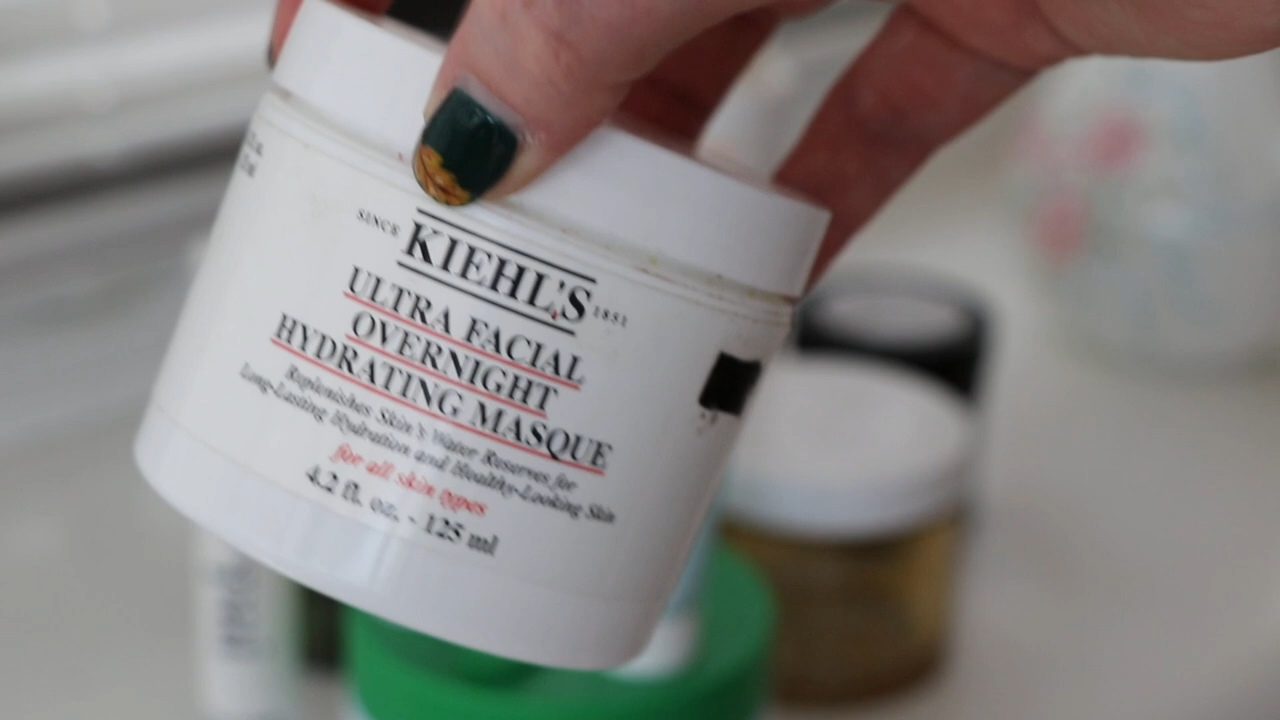 SINCE KIEHL'S 1851
ULTRA FACIAL
OVERNIGHT
HYDRATING MASQUE
Replenishes Skin's Water Reserves for
Long-Lasting Hydration and Healthy-Looking Skin
for all skin types
4.2 fl. oz. - 125 ml